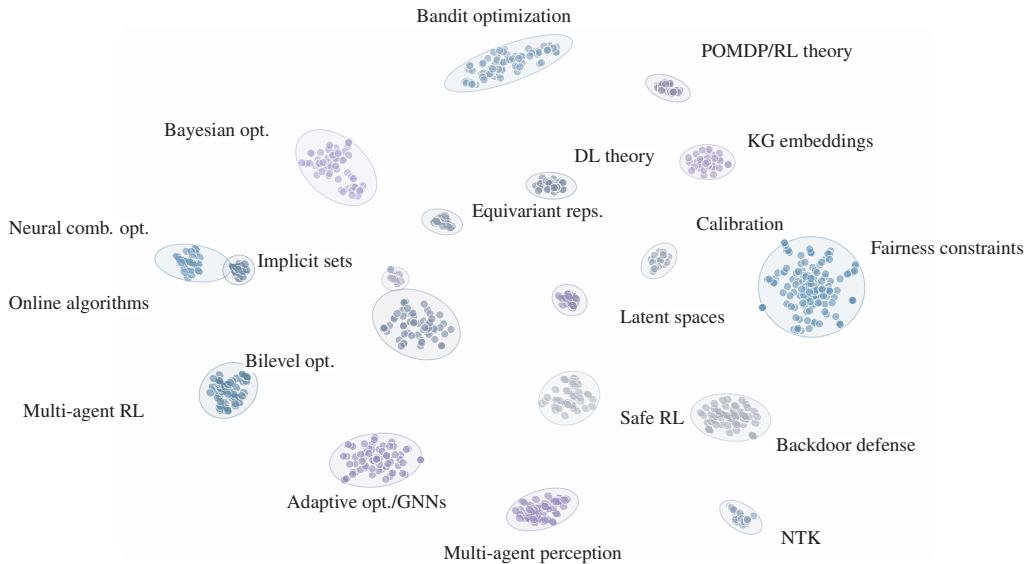 Bandit optimization
POMDP/RL theory
Bayesian opt.
KG embeddings
DL theory
Equivariant reps.
Calibration
Neural comb. opt.
Fairness constraints
Implicit sets
Online algorithms
Latent spaces
Bilevel opt.
Multi-agent RL
Safe RL
Backdoor defense
Adaptive opt./GNNs
NTK
Multi-agent perception